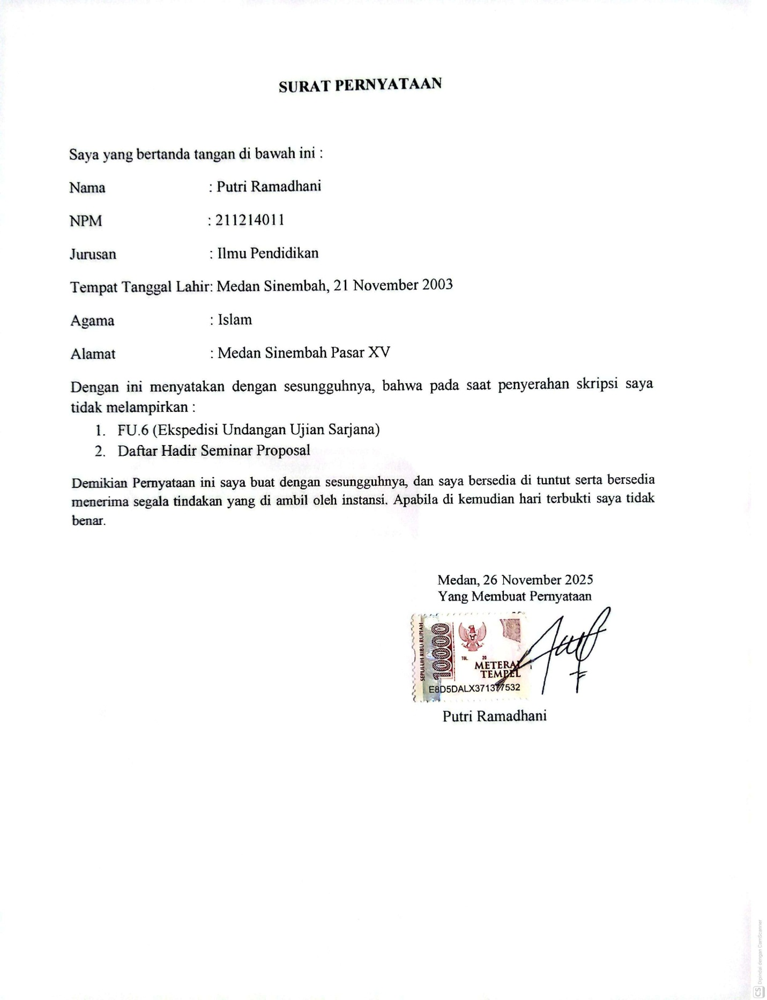 SURAT PERNYATAAN
Saya yang bertanda tangan di bawah ini :
Nama : Putri Ramadhani
NPM : 211214011
Jurusan : Ilmu Pendidikan
Tempat Tanggal Lahir: Medan Sinembah, 21 November 2003
Agama : Islam
Alamat : Medan Sinembah Pasar XV
Dengan ini menyatakan dengan sesungguhnya, bahwa pada saat penyerahan skripsi saya
tidak melampirkan :
1. FU.6 (Ekspedisi Undangan Ujian Sarjana)
2. Daftar Hadir Seminar Proposal
Demikian Pernyataan ini saya buat dengan sesungguhnya, dan saya bersedia di tuntut serta bersedia
menerima segala tindakan yang di ambil oleh instansi. Apabila di kemudian hari terbukti saya tidak
benar.
Medan, 26 November 2025
Yang Membuat Pernyataan
SEPULUH RIBU RUPIAH
10000
TGL 20
METERAI
TEMPEL
E8D5DALX371377532
Putri Ramadhani
CS Dipindai dengan CamScanner